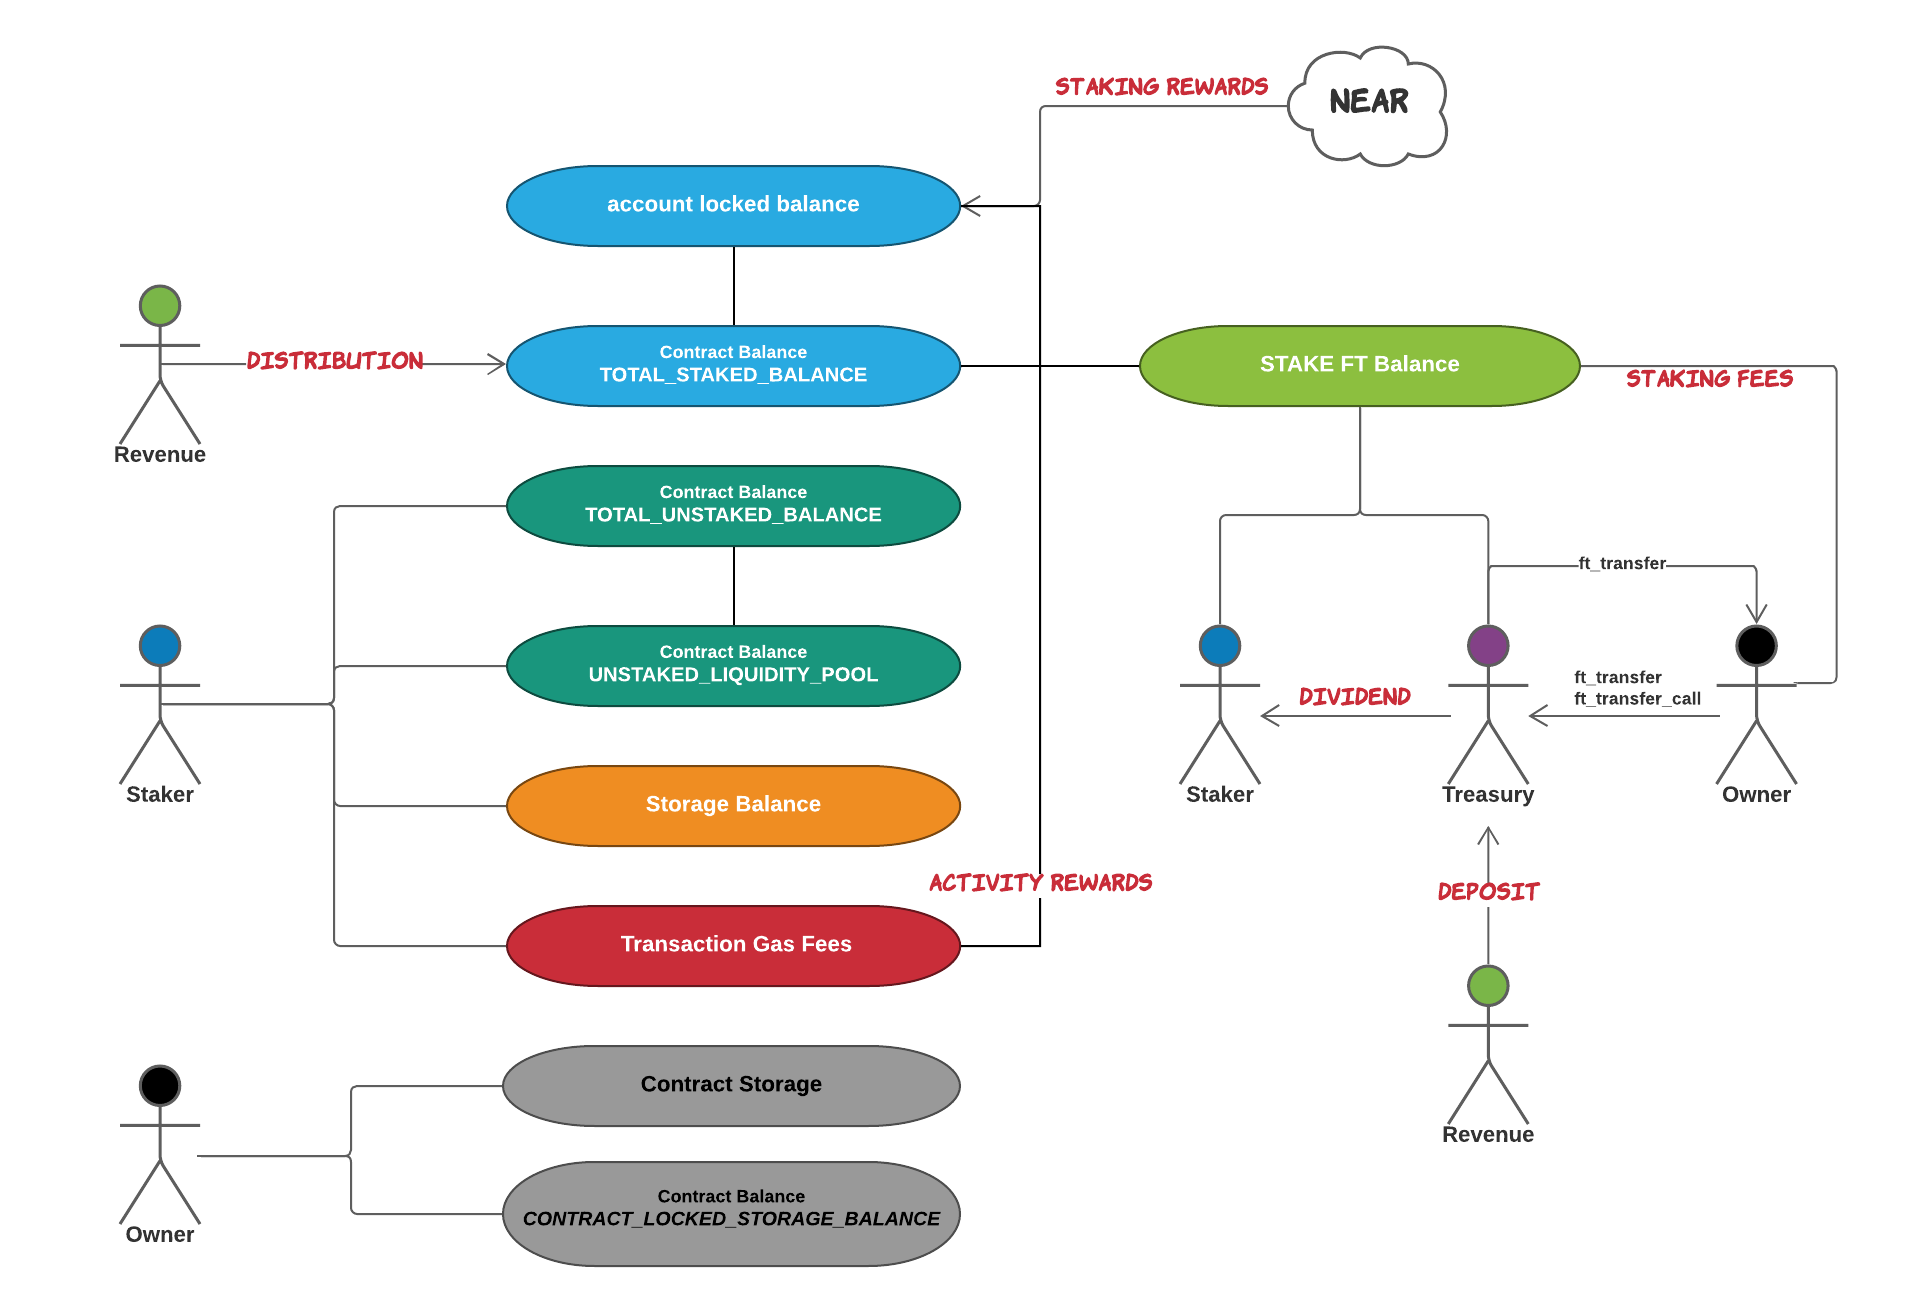 STAKING REWARDS
NEAR
account locked balance
Contract Balance
TOTAL_STAKED_BALANCE
STAKE FT Balance
STAKING FEES
DISTRIBUTION
Revenue
Contract Balance
TOTAL_UNSTAKED_BALANCE
ft_transfer
Contract Balance
UNSTAKED_LIQUIDITY_POOL
Staker
DIVIDEND
ft_transfer
ft_transfer_call
Staker
Treasury
Owner
Storage Balance
ACTIVITY REWARDS
DEPOSIT
Transaction Gas Fees
Contract Storage
Revenue
Contract Balance
CONTRACT_LOCKED_STORAGE_BALANCE
Owner